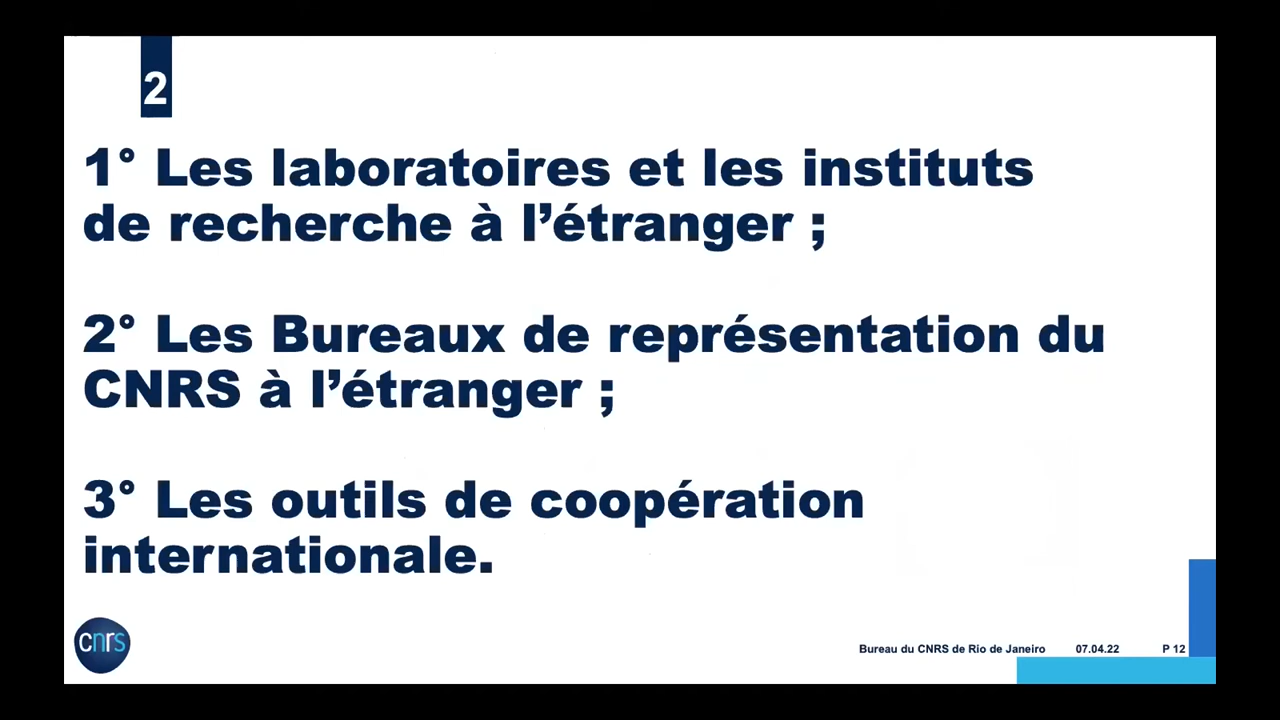 2
1° Les laboratoires et les instituts
de recherche à l’étranger ;
2° Les Bureaux de représentation du
CNRS à l’étranger ;
3° Les outils de coopération
internationale.
cnrs
Bureau du CNRS de Rio de Janeiro 07.04.22 P 12